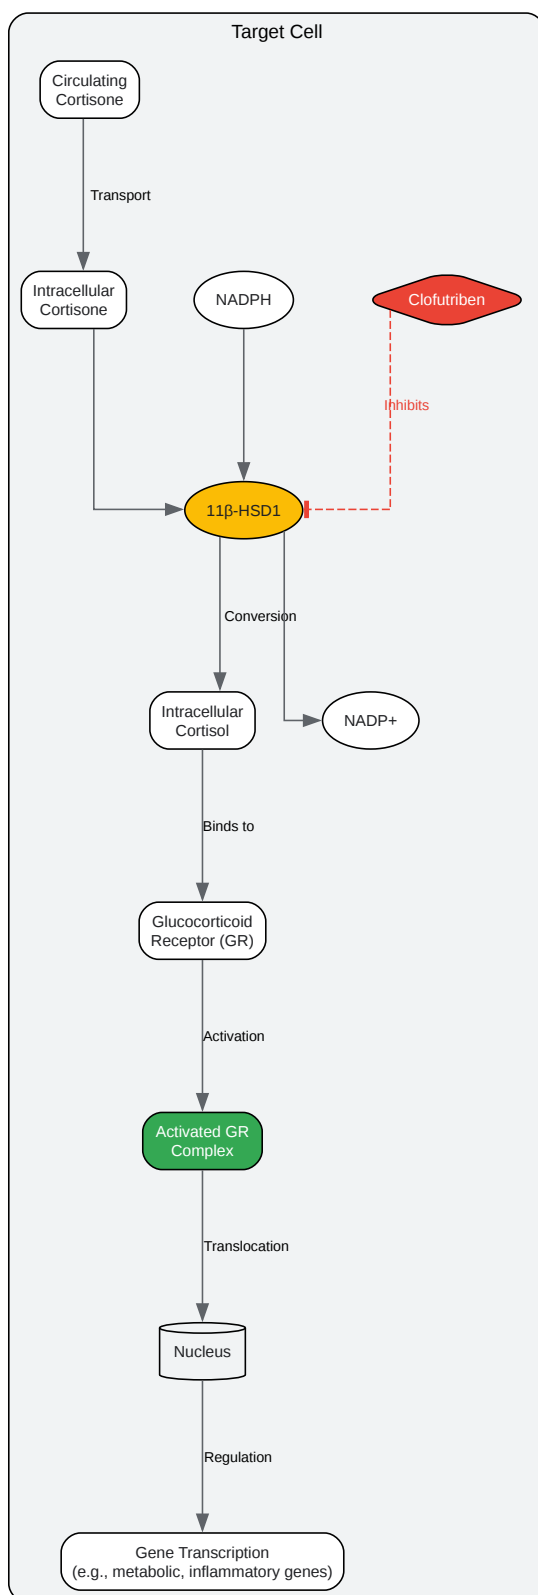 Target Cell
Circulating
Cortisone
Transport
Intracellular
Cortisone
NADPH
Clofutriben
Inhibits
11β-HSD1
Conversion
Intracellular
Cortisol
NADP+
Binds to
Glucocorticoid
Receptor (GR)
Activation
Activated GR
Complex
Translocation
Nucleus
Regulation
Gene Transcription
(e.g., metabolic, inflammatory genes)